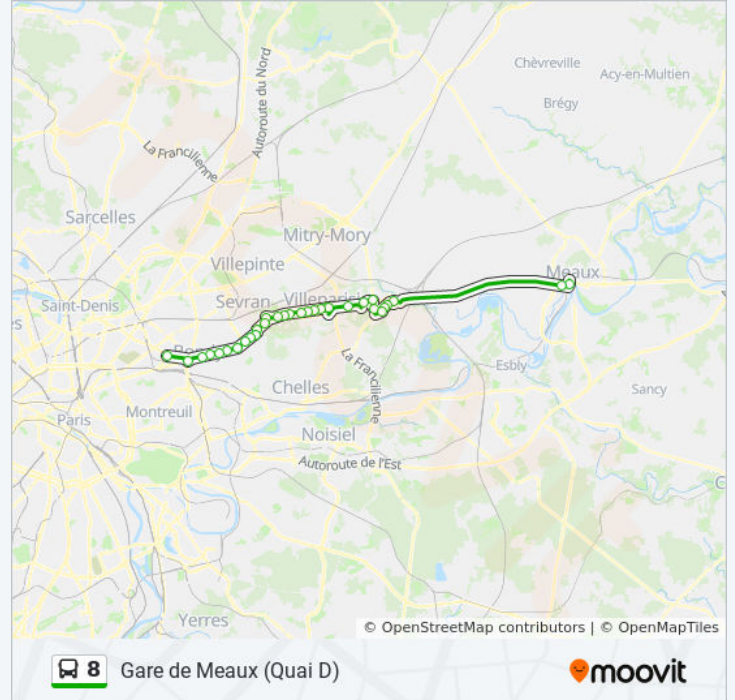 Chèvreville
Acy-en-Multien
Autoroute du Nord
Brégy
La Francilienne
Sarcelles
Mitry-Mory
Villepinte
Meaux
Sevran
Villeparisis
Saint-Denis
La Francilienne
Esbly
Chelles
Sancy
Paris
Montreuil
Noisiel
Autoroute de l'Est
Yerres
© OpenStreetMap contributors | © OpenMapTiles
8 Gare de Meaux (Quai D)
moovit